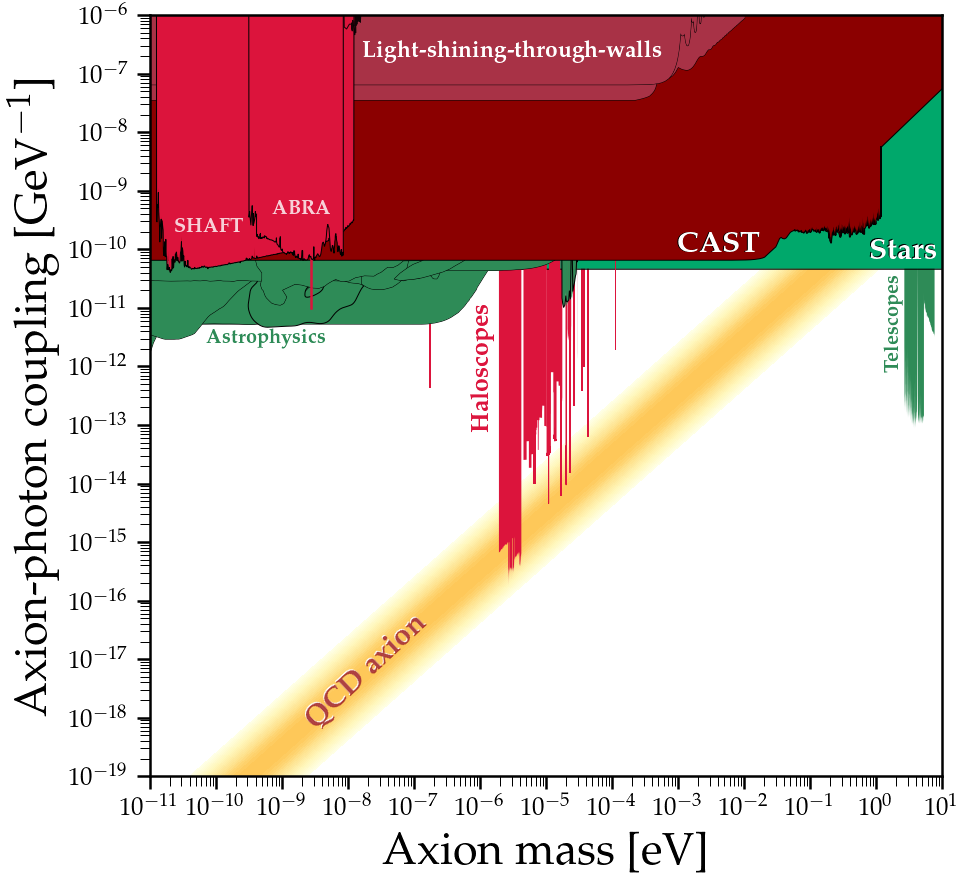 Axion-photon coupling [GeV⁻¹]
10⁻⁶
10⁻⁷
10⁻⁸
10⁻⁹
10⁻¹⁰
10⁻¹¹
10⁻¹²
10⁻¹³
10⁻¹⁴
10⁻¹⁵
10⁻¹⁶
10⁻¹⁷
10⁻¹⁸
10⁻¹⁹
Light-shining-through-walls
SHAFT
ABRA
CAST
Stars
Astrophysics
Haloscopes
Telescopes
QCD axion
10⁻¹¹ 10⁻¹⁰ 10⁻⁹ 10⁻⁸ 10⁻⁷ 10⁻⁶ 10⁻⁵ 10⁻⁴ 10⁻³ 10⁻² 10⁻¹ 10⁰ 10¹
Axion mass [eV]